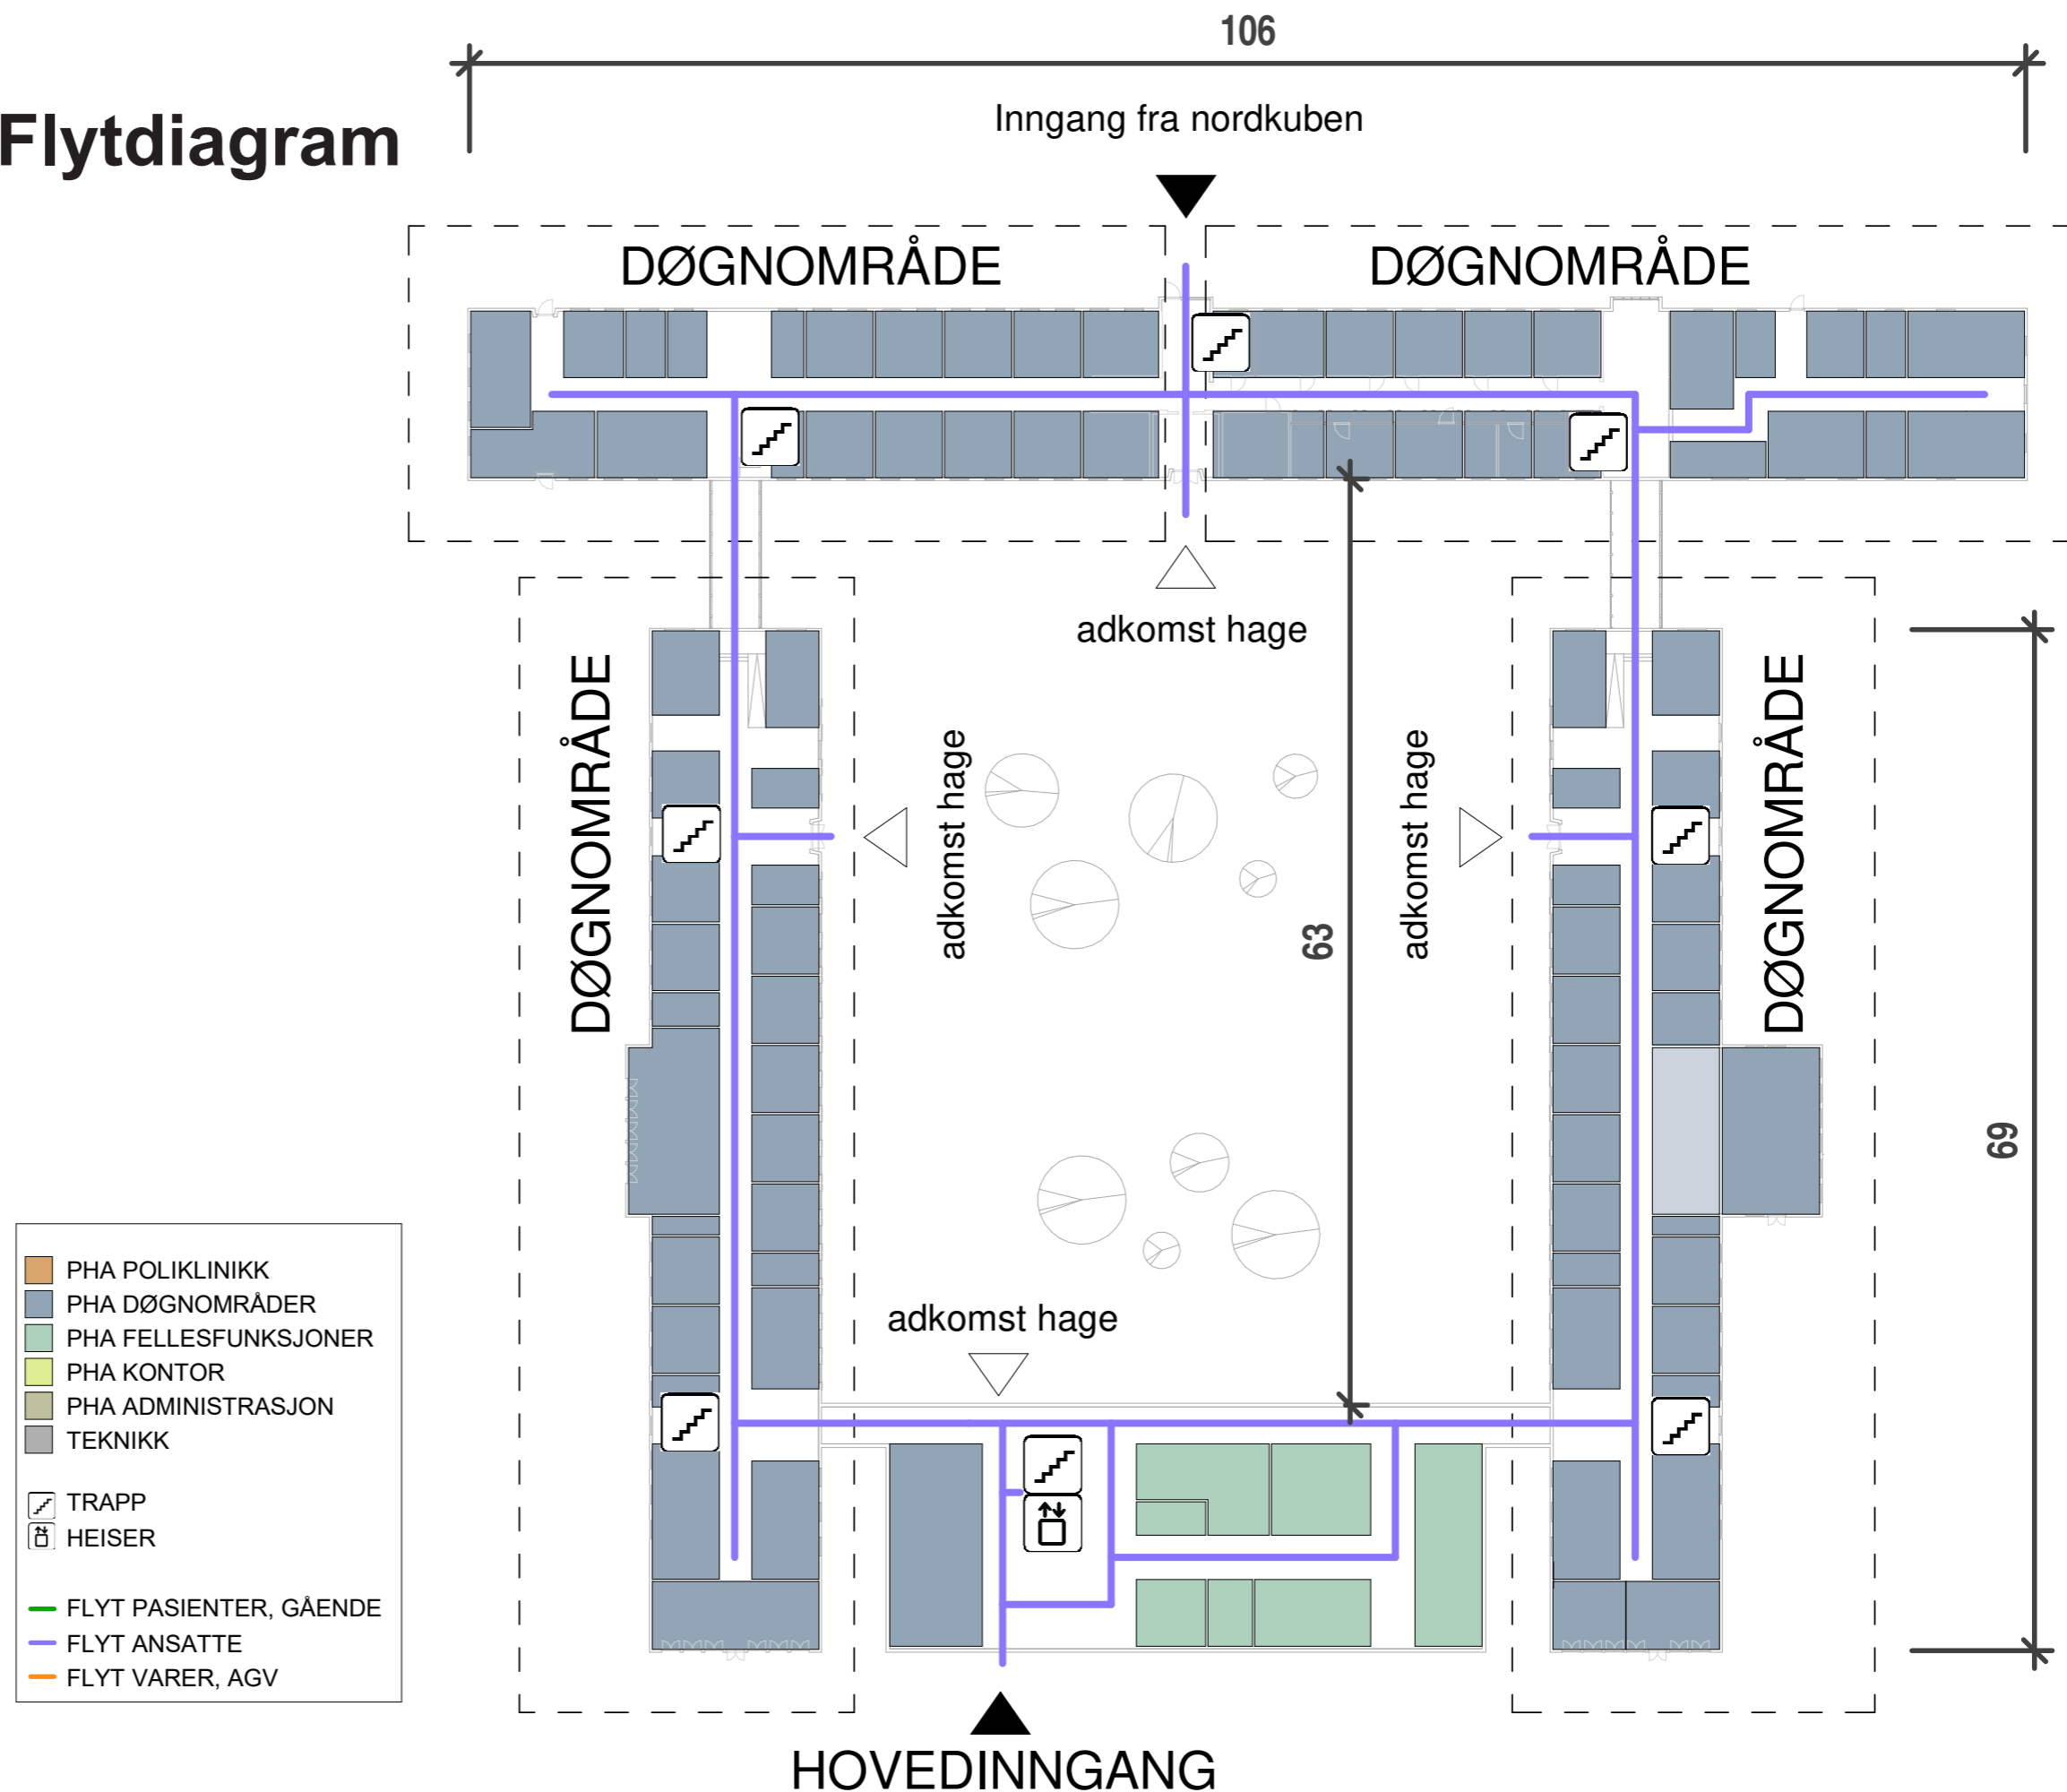 106
Flytdiagram
Inngang fra nordkuben
DØGNOMRÅDE
DØGNOMRÅDE
adkomst hage
DØGNOMRÅDE
adkomst hage
63
adkomst hage
DØGNOMRÅDE
69
adkomst hage
PHA POLIKLINIKK
PHA DØGNOMRÅDER
PHA FELLESFUNKSJONER
PHA KONTOR
PHA ADMINISTRASJON
TEKNIKK
TRAPP
HEISER
FLYT PASIENTER, GÅENDE
FLYT ANSATTE
FLYT VARER, AGV
HOVEDINNGANG